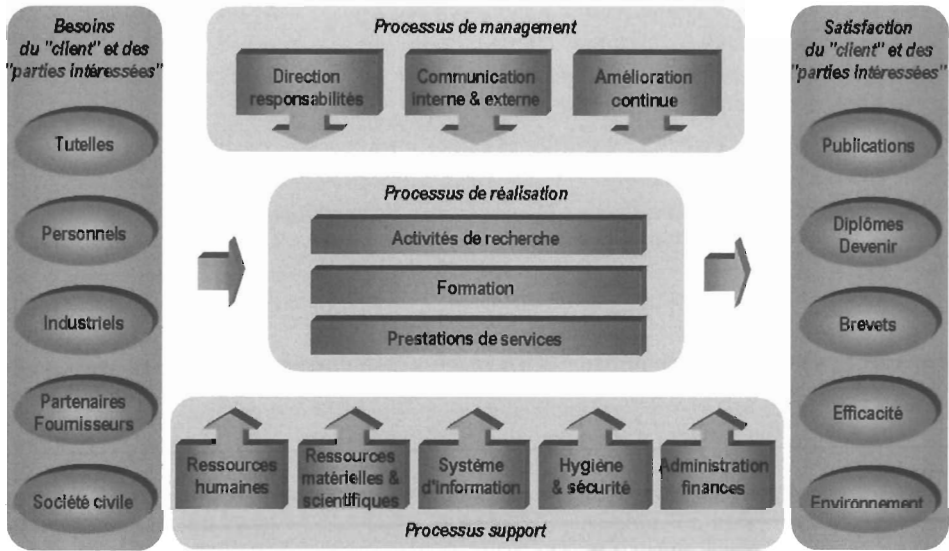 Besoins
du "client" et des
"parties intéressées"
Tutelles
Personnels
Industriels
Partenaires
Fournisseurs
Société civile
Processus de management
Direction
responsabilités
Communication
interne & externe
Amélioration
continue
Processus de réalisation
Activités de recherche
Formation
Prestations de services
Ressources
humaines
Ressources
matérielles &
scientifiques
Système
d'information
Hygiène
& sécurité
Administration
finances
Processus support
Satisfaction
du "client" et des
"parties intéressées"
Publications
Diplômes
Devenir
Brevets
Efficacité
Environnement